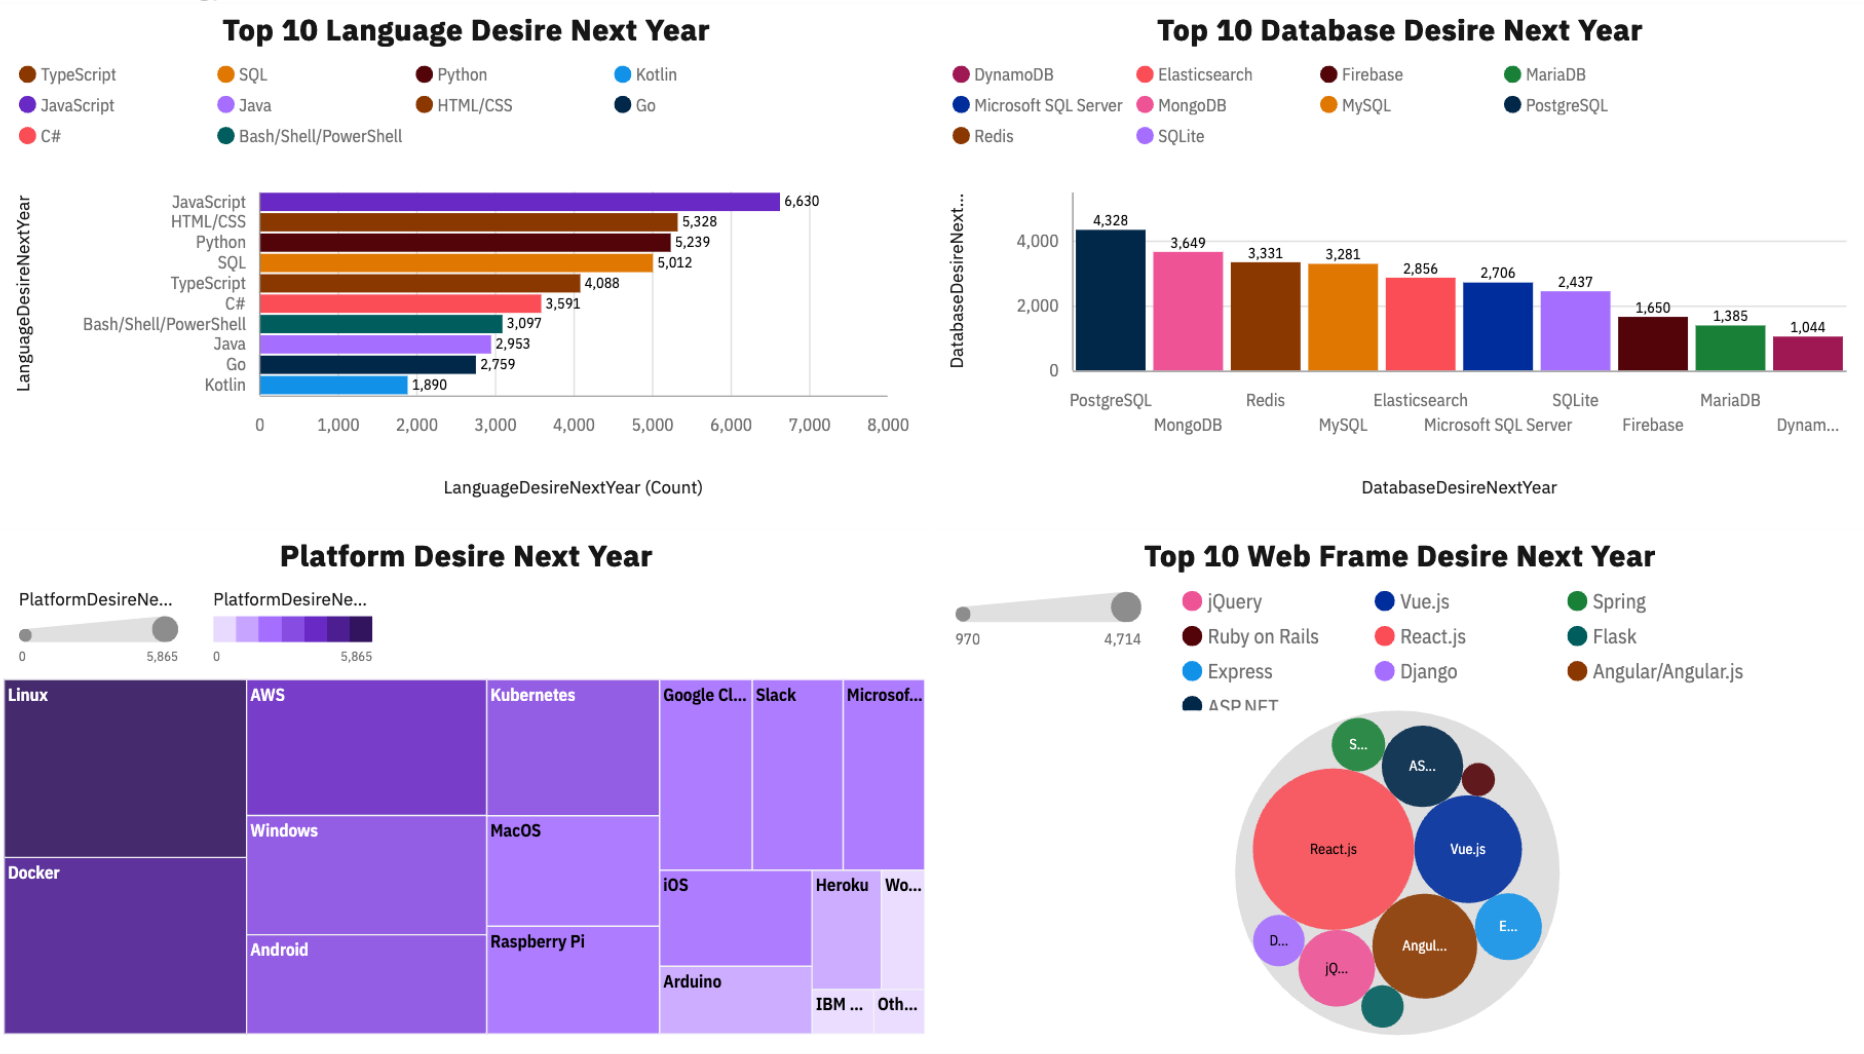 Top 10 Language Desire Next Year
TypeScript
SQL
Python
Kotlin
JavaScript
Java
HTML/CSS
Go
C#
Bash/Shell/PowerShell
LanguageDesireNextYear
JavaScript
6,630
HTML/CSS
5,328
Python
5,239
SQL
5,012
TypeScript
4,088
C#
3,591
Bash/Shell/PowerShell
3,097
Java
2,953
Go
2,759
Kotlin
1,890
0
1,000
2,000
3,000
4,000
5,000
6,000
7,000
8,000
LanguageDesireNextYear (Count)
Top 10 Database Desire Next Year
DynamoDB
Elasticsearch
Firebase
MariaDB
Microsoft SQL Server
MongoDB
MySQL
PostgreSQL
Redis
SQLite
DatabaseDesireNext...
4,000
2,000
0
4,328
3,649
3,331
3,281
2,856
2,706
2,437
1,650
1,385
1,044
PostgreSQL
MongoDB
Redis
MySQL
Elasticsearch
Microsoft SQL Server
SQLite
Firebase
MariaDB
Dynam...
DatabaseDesireNextYear
Platform Desire Next Year
PlatformDesireNe...
0
5,865
PlatformDesireNe...
0
5,865
Linux
Docker
AWS
Windows
Android
Kubernetes
MacOS
Raspberry Pi
Google Cl...
Slack
Microsof...
iOS
Arduino
Heroku
Wo...
IBM ...
Oth...
Top 10 Web Frame Desire Next Year
970
4,714
jQuery
Vue.js
Spring
Ruby on Rails
React.js
Flask
Express
Django
Angular/Angular.js
ASP.NET
S...
AS...
React.js
Vue.js
E...
D...
jQ...
Angul...